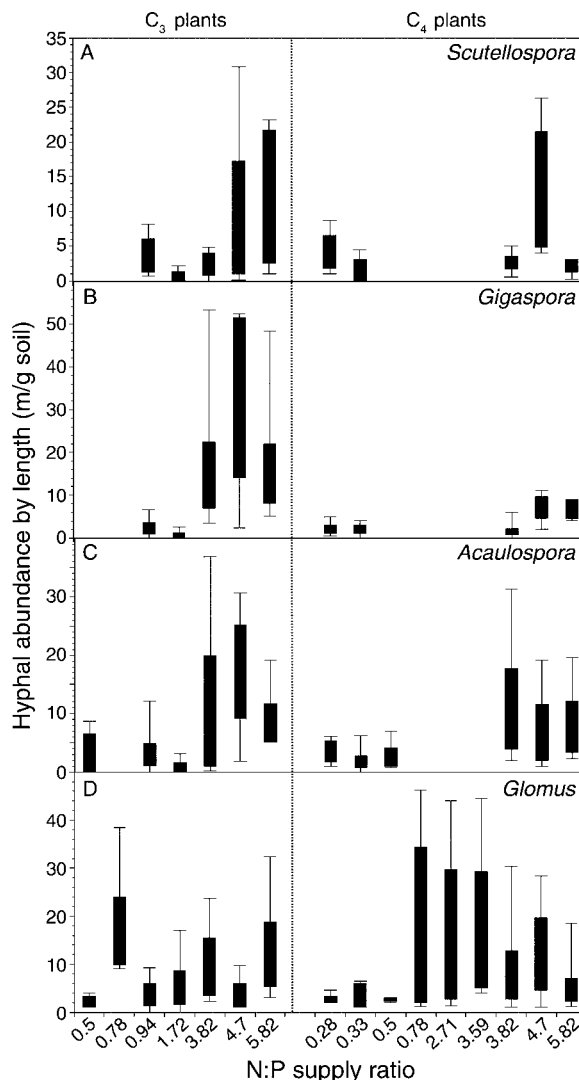 C3 plants C4 plants
A Scutellospora
35
30
25
20
15
10
5
0
B Gigaspora
50
40
30
20
10
0
C Acaulospora
30
20
10
0
D Glomus
40
30
20
10
0
Hyphal abundance by length (m/g soil)
0.5 0.78 0.94 1.72 3.82 4.7 5.82 0.28 0.33 0.5 0.78 2.71 3.59 3.82 4.7 5.82
N:P supply ratio